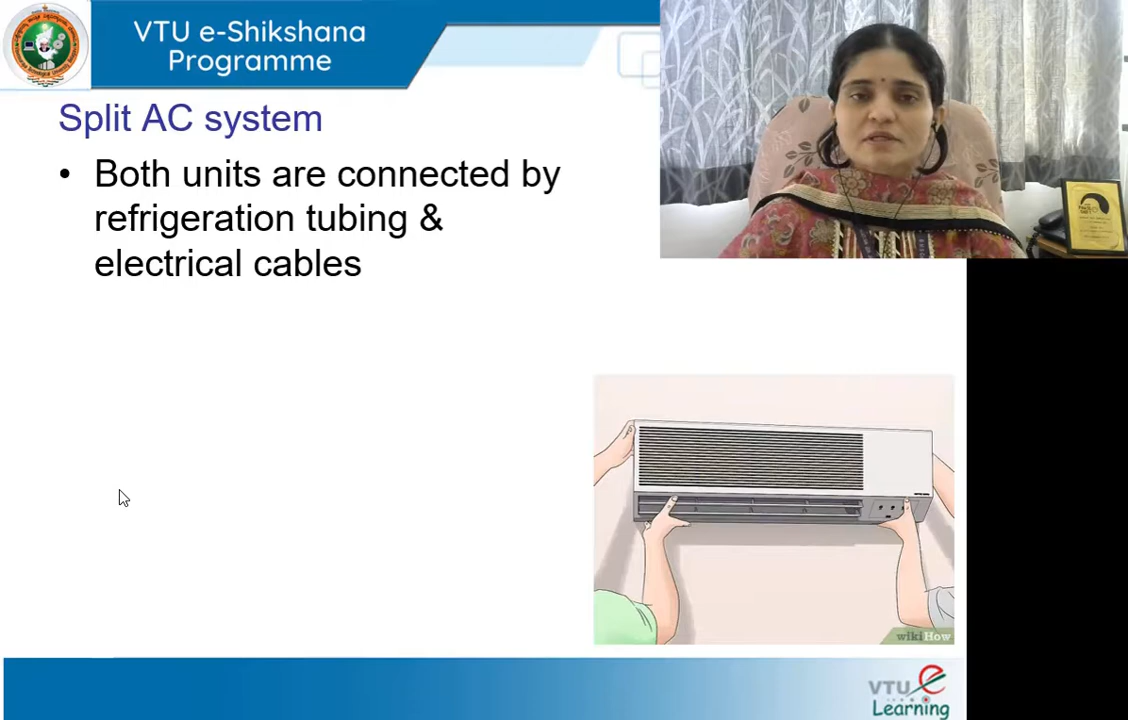 VTU e-Shikshana
Programme
Split AC system
• Both units are connected by
refrigeration tubing &
electrical cables
wikiHow
VTU e
Learning